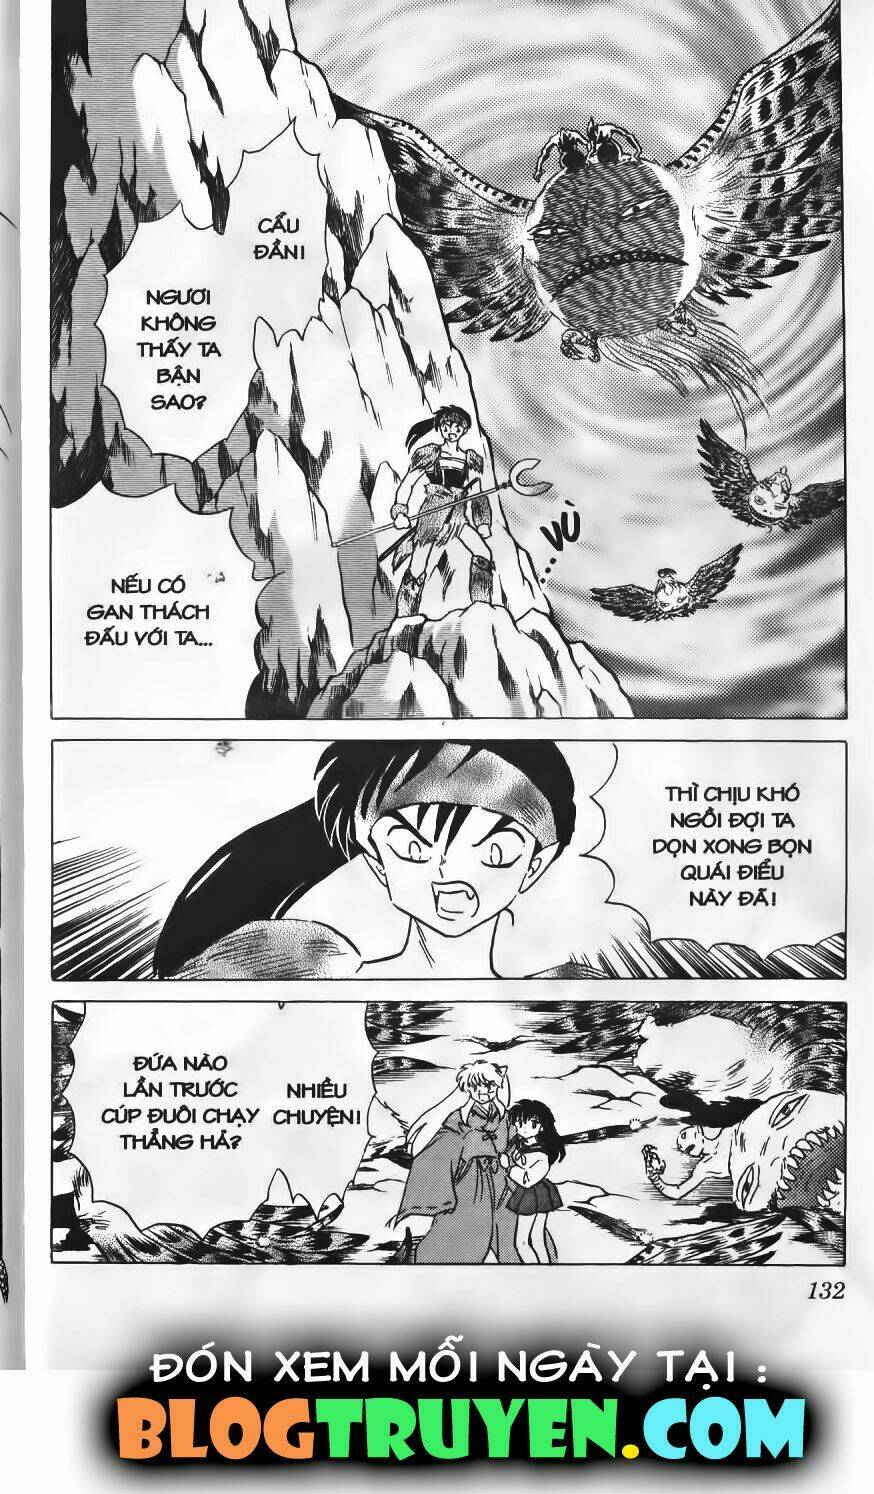 CẨU
ĐẦN!
NGƯƠI
KHÔNG
THẤY TA
BẬN
SAO?
...VÙ
NẾU CÓ
GAN THÁCH
ĐẤU VỚI TA...
THÌ CHỊU KHÓ
NGỒI ĐỢI TA
DỌN XONG BỌN
QUÁI ĐIỂU
NÀY ĐÃ!
NHIỀU
CHUYỆN!
ĐỨA NÀO
LẦN TRƯỚC
CÚP ĐUÔI CHẠY
THẲNG HẢ?
132
ĐÓN XEM MỖI NGÀY TẠI :
BLOGTRUYEN.COM